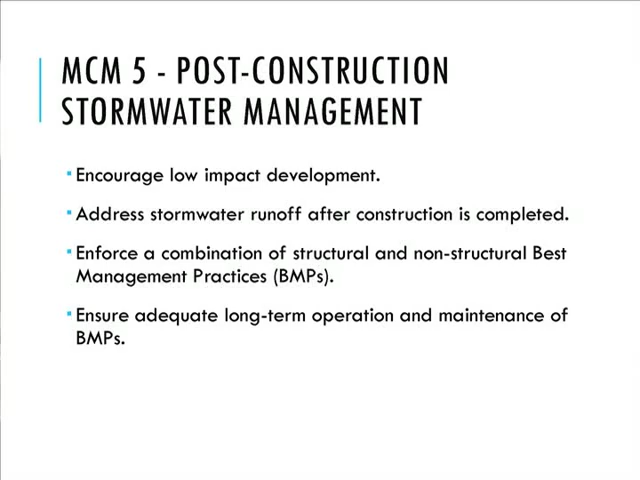 MCM 5 - POST-CONSTRUCTION
STORMWATER MANAGEMENT
Encourage low impact development.
Address stormwater runoff after construction is completed.
Enforce a combination of structural and non-structural Best
Management Practices (BMPs).
Ensure adequate long-term operation and maintenance of
BMPs.